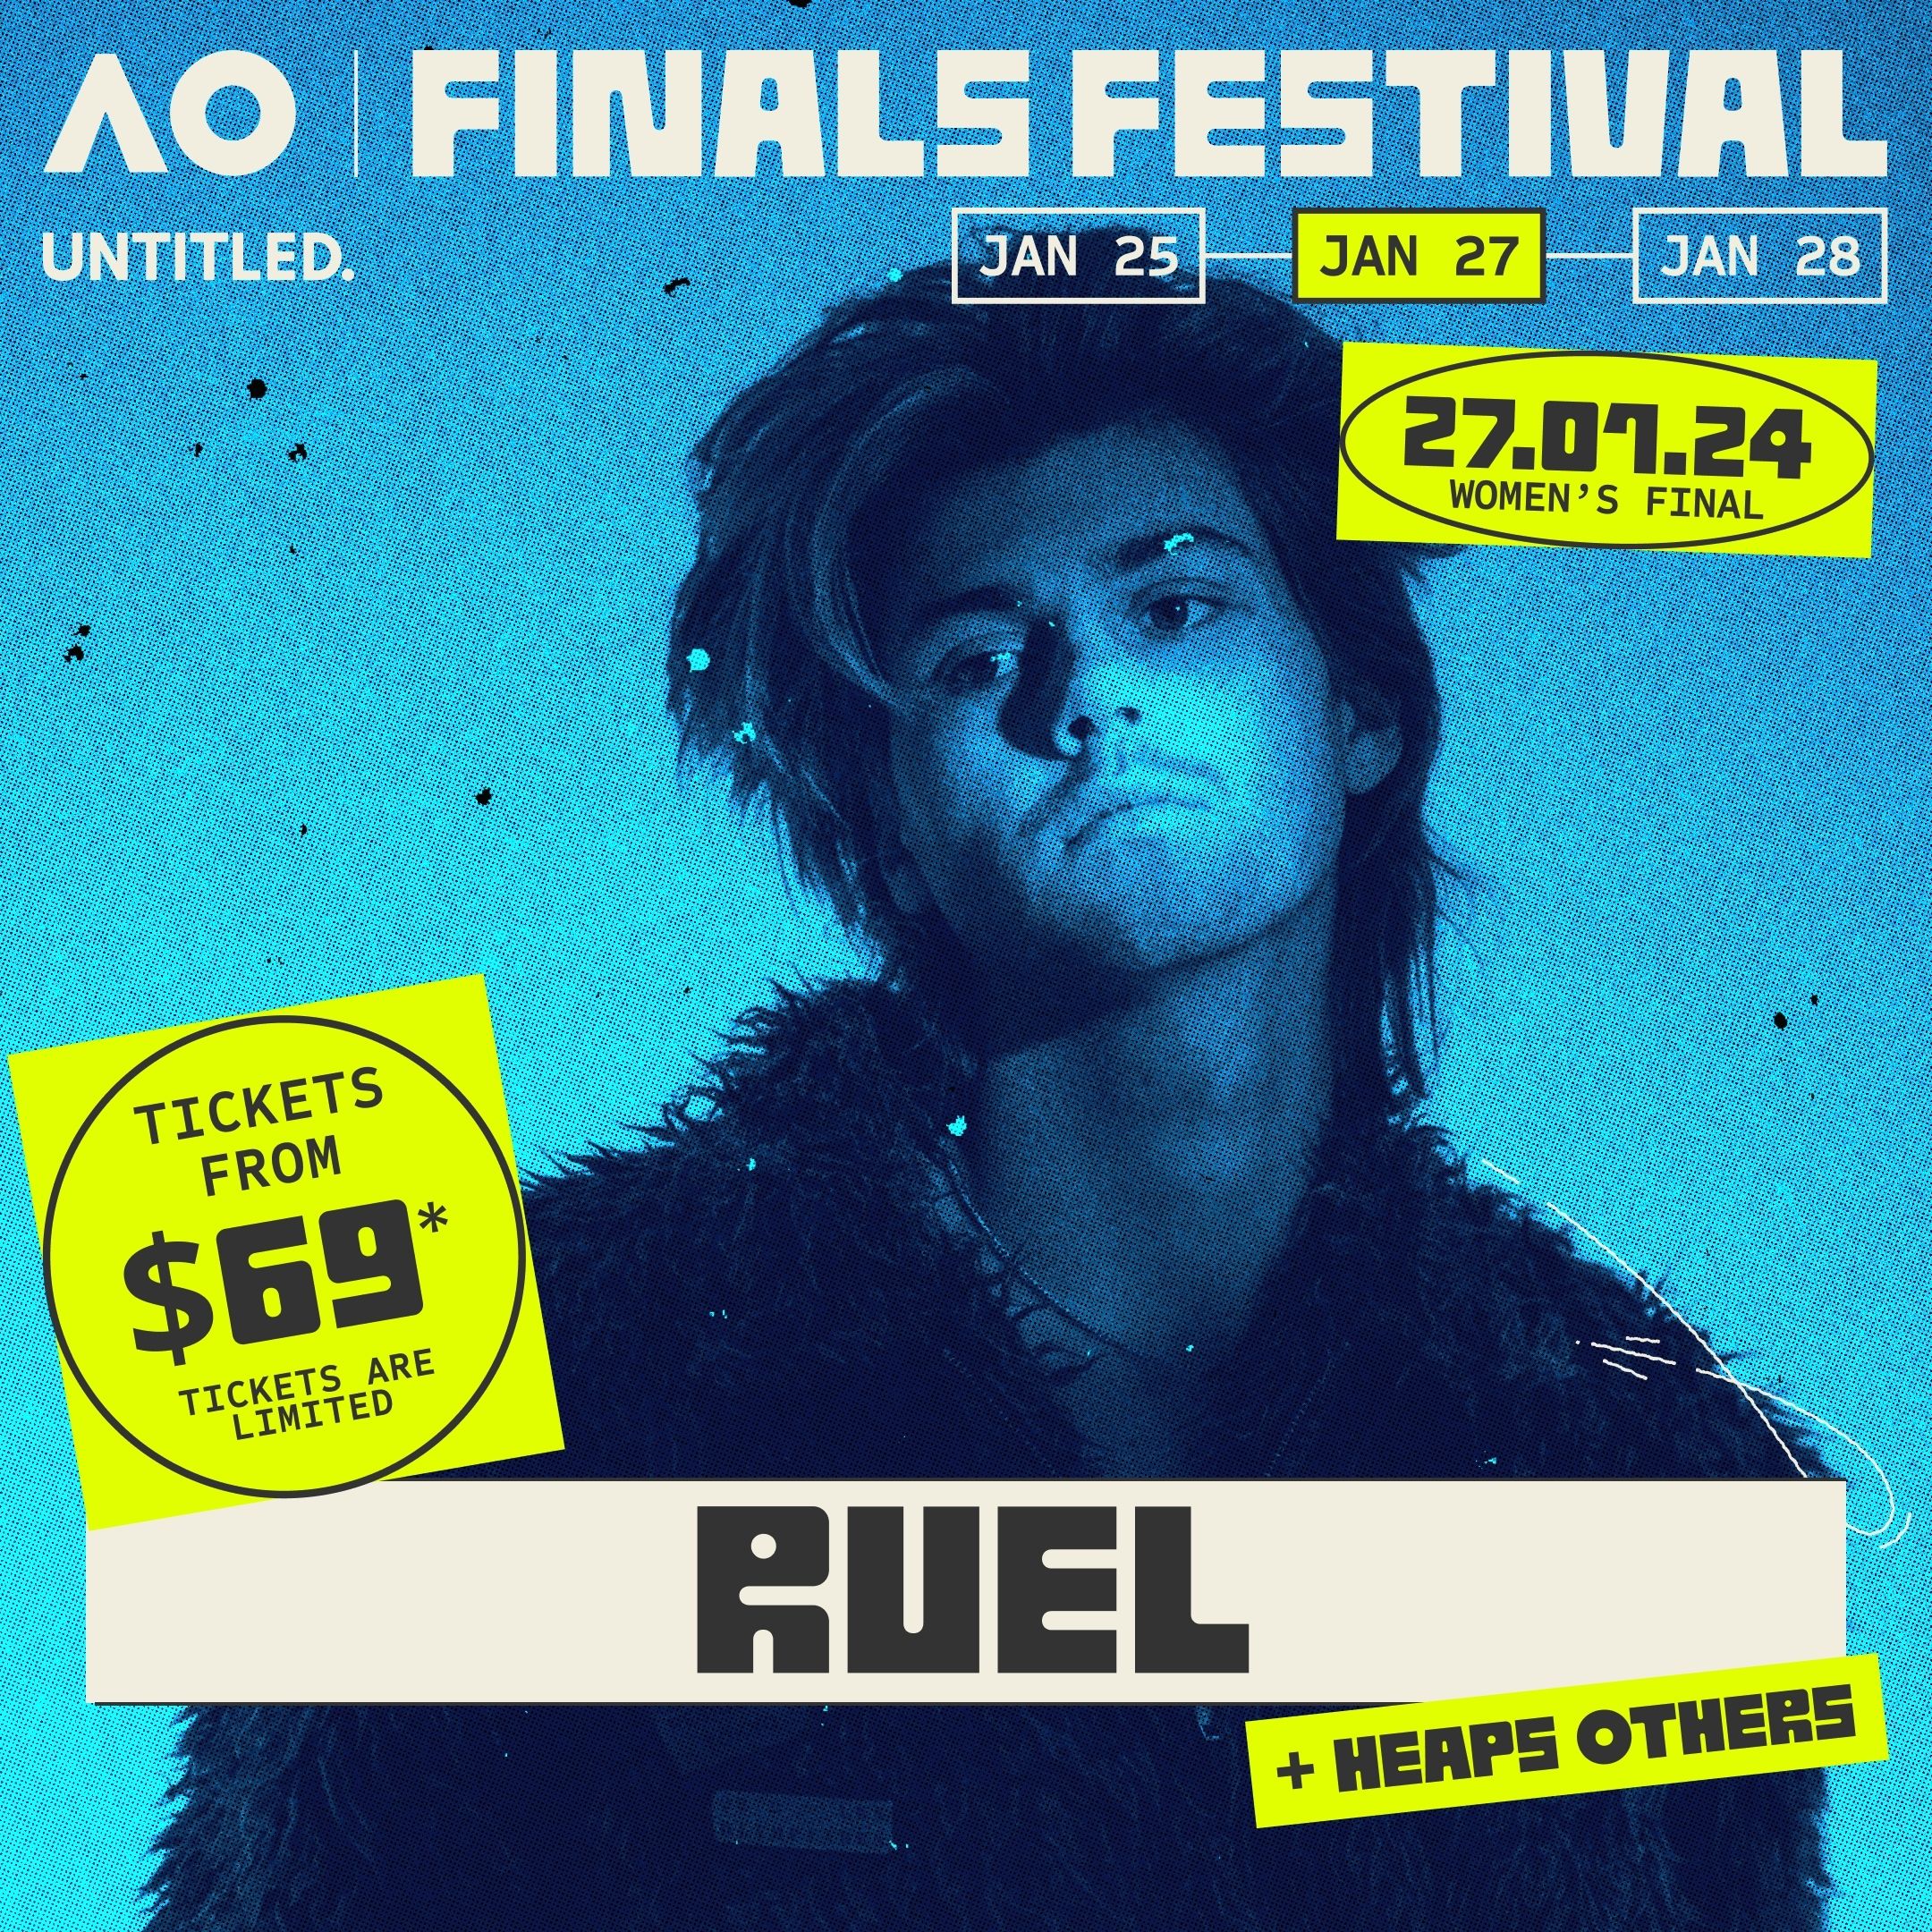 AO | FINALS FESTIVAL
UNTITLED.
JAN 25
JAN 27
JAN 28
27.01.24
WOMEN’S FINAL
TICKETS
FROM
$69*
TICKETS ARE
LIMITED
RUEL
+ HEAPS OTHERS